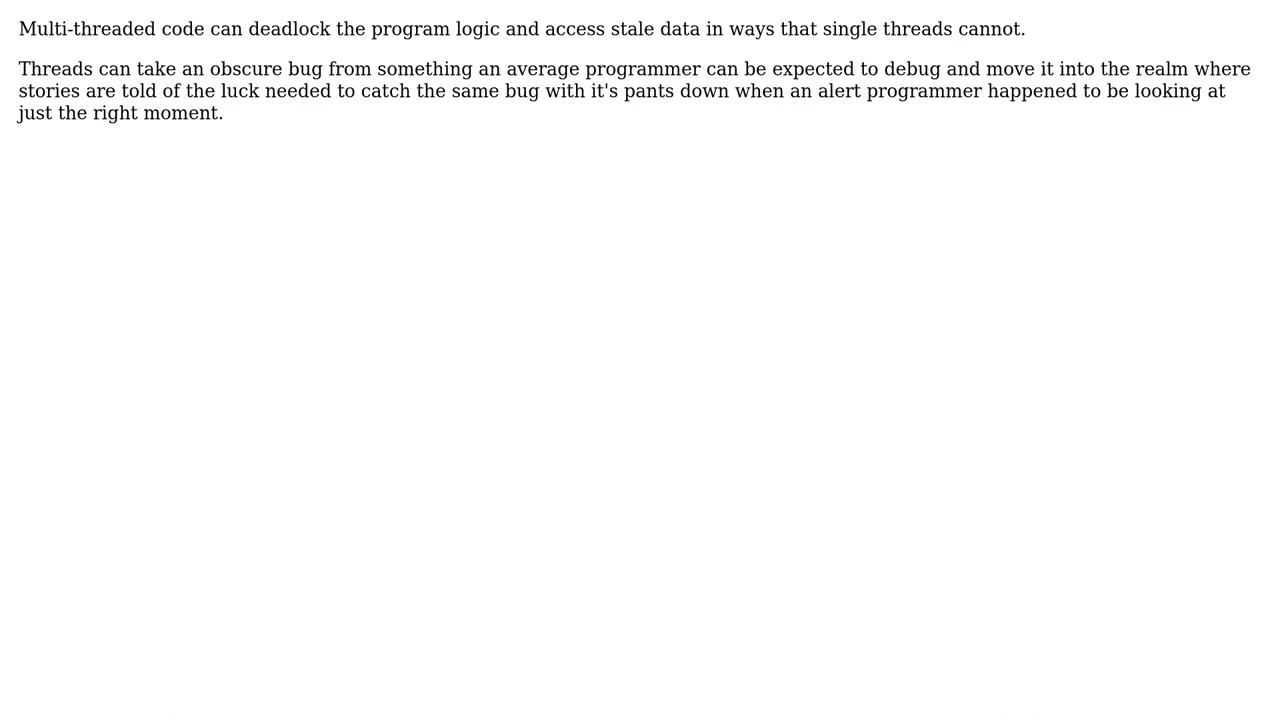 Multi-threaded code can deadlock the program logic and access stale data in ways that single threads cannot.
Threads can take an obscure bug from something an average programmer can be expected to debug and move it into the realm where
stories are told of the luck needed to catch the same bug with it's pants down when an alert programmer happened to be looking at
just the right moment.